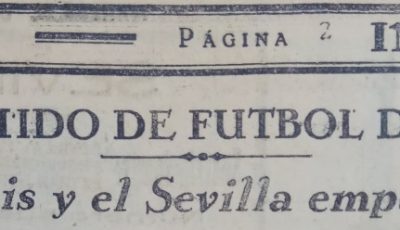 PÁGINA 2
TIDO DE FUTBOL D
is y el Sevilla emp